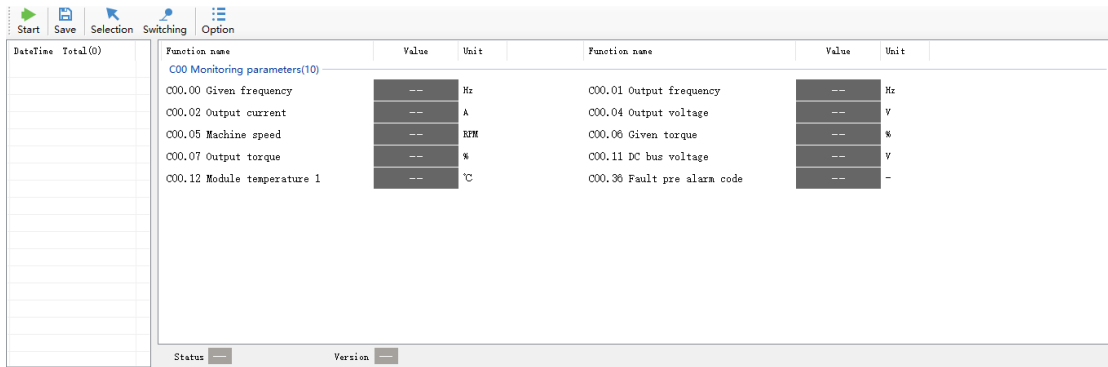 Start Save Selection Switching Option
DateTime Total(0)
Function name Value Unit Function name Value Unit
C00 Monitoring parameters(10)
C00.00 Given frequency -- Hz C00.01 Output frequency -- Hz
C00.02 Output current -- A C00.04 Output voltage -- V
C00.05 Machine speed -- RPM C00.06 Given torque -- %
C00.07 Output torque -- % C00.11 DC bus voltage -- V
C00.12 Module temperature 1 -- ℃ C00.36 Fault pre alarm code -- -
Status -- Version --